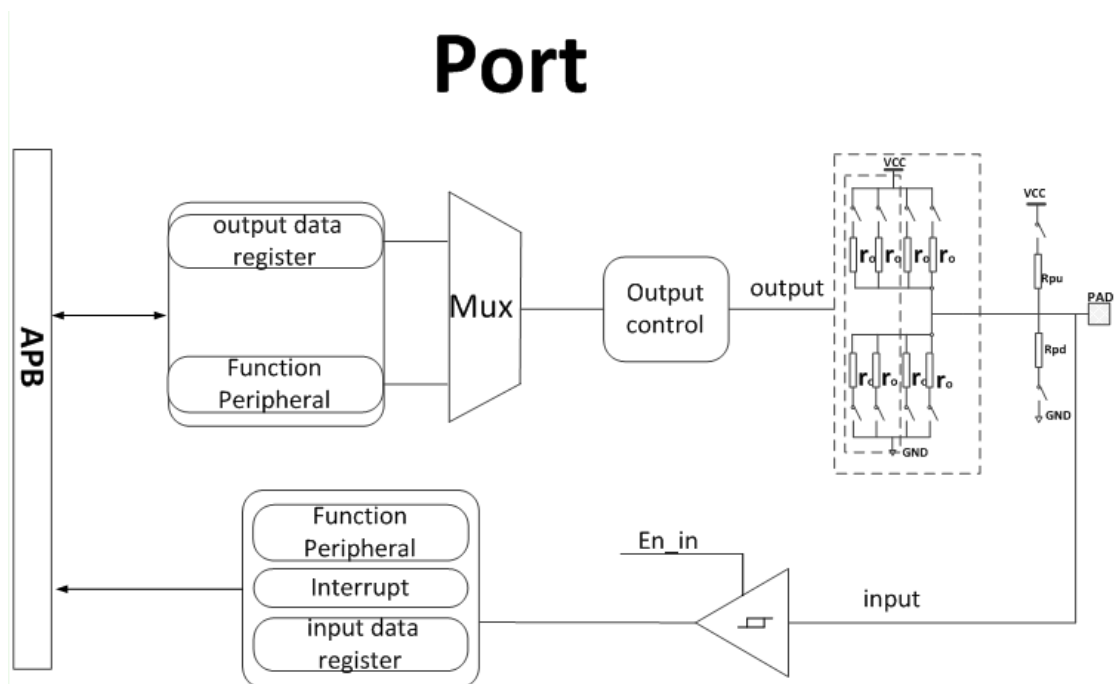 Port
APB
output data
register
Function
Peripheral
Mux
Output
control
output
VCC
ro ro ro ro
ro ro ro ro
GND
VCC
Rpu
PAD
Rpd
GND
Function
Peripheral
Interrupt
input data
register
En_in
input